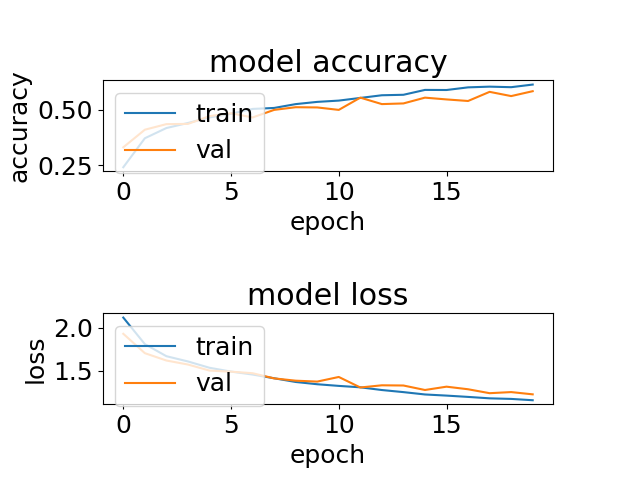 model accuracy
accuracy
0.50
0.25
train
val
0 5 10 15
epoch
model loss
loss
2.0
1.5
train
val
0 5 10 15
epoch